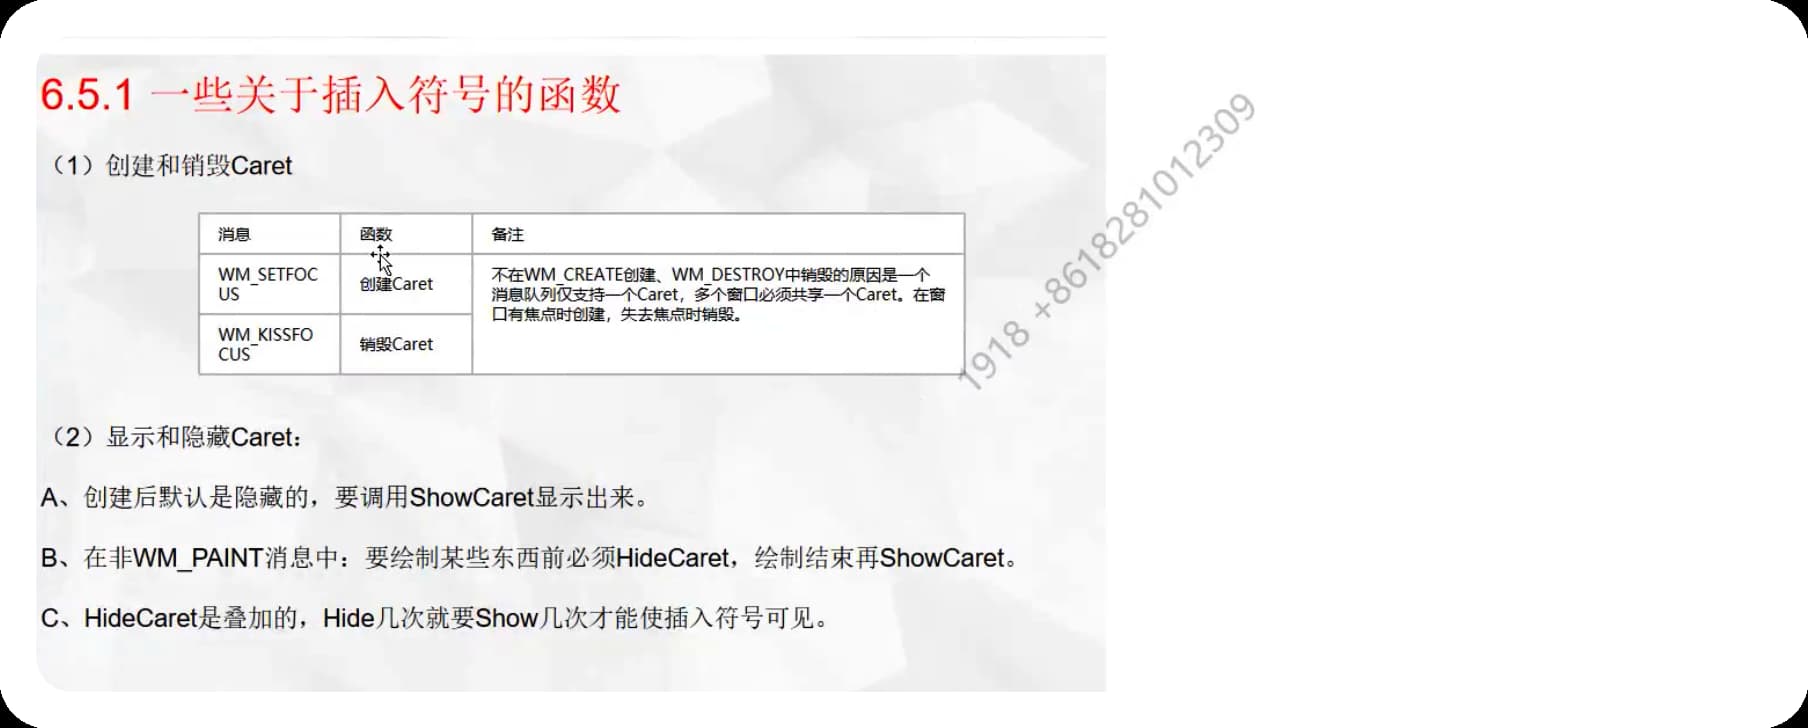 6.5.1 一些关于插入符号的函数
（1）创建和销毁Caret
消息 函数 备注
WM_SETFOC
US
创建Caret
不在WM_CREATE创建、WM_DESTROY中销毁的原因是一个
消息队列仅支持一个Caret，多个窗口必须共享一个Caret。在窗
口有焦点时创建，失去焦点时销毁。
WM_KISSFO
CUS
销毁Caret
（2）显示和隐藏Caret：
A、创建后默认是隐藏的，要调用ShowCaret显示出来。
B、在非WM_PAINT消息中：要绘制某些东西前必须HideCaret，绘制结束再ShowCaret。
C、HideCaret是叠加的，Hide几次就要Show几次才能使插入符号可见。
1918 +8618281012309